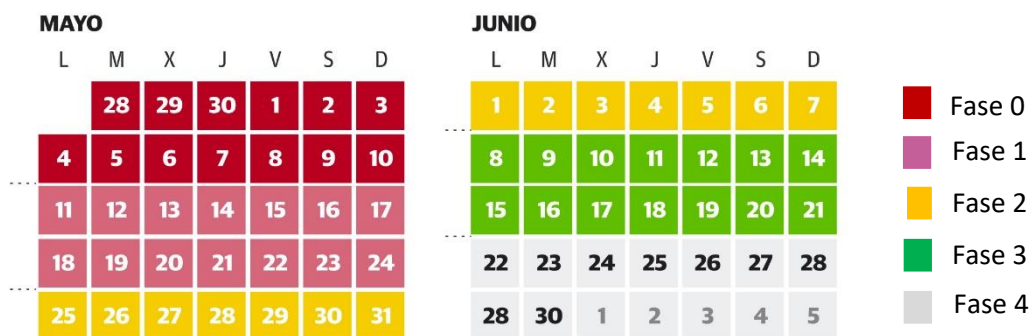 MAYO
L M X J V S D
28 29 30 1 2 3
4 5 6 7 8 9 10
11 12 13 14 15 16 17
18 19 20 21 22 23 24
25 26 27 28 29 30 31
JUNIO
L M X J V S D
1 2 3 4 5 6 7
8 9 10 11 12 13 14
15 16 17 18 19 20 21
22 23 24 25 26 27 28
28 30 1 2 3 4 5
Fase 0
Fase 1
Fase 2
Fase 3
Fase 4